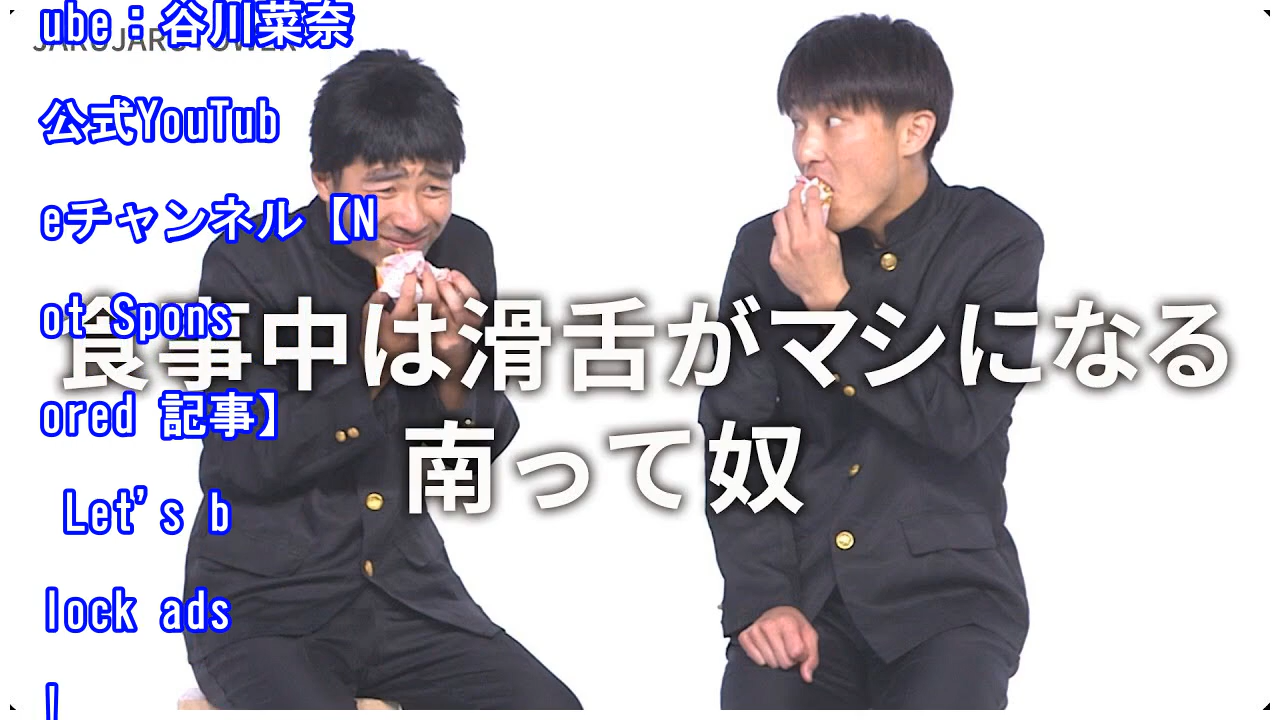 ube：谷川菜奈
JARUJARUTOWER
公式YouTub
eチャンネル【N
ot Spons
ored 記事】
Let's b
lock ads
!
食事中は滑舌がマシになる
南って奴